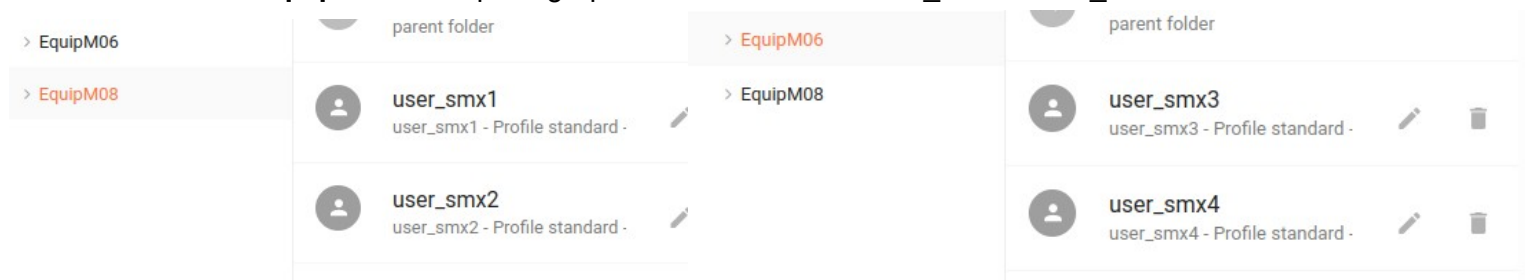 EquipM06
EquipM08
parent folder
user_smx1
user_smx1 - Profile standard -
user_smx2
user_smx2 - Profile standard -
EquipM06
EquipM08
parent folder
user_smx3
user_smx3 - Profile standard -
user_smx4
user_smx4 - Profile standard -